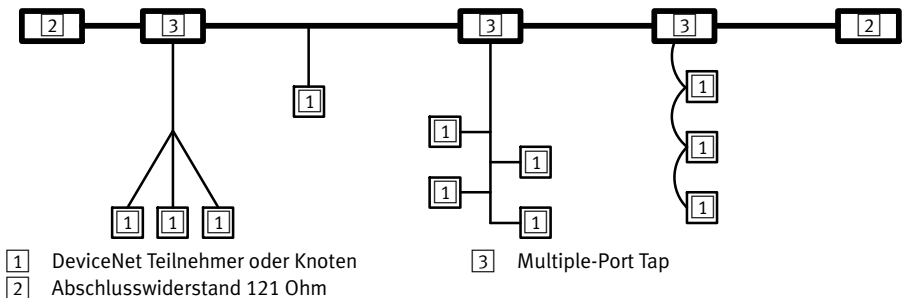 2 3 3 3 2
1
1
1
1
1
1
1
1 1 1
1
1
1 DeviceNet Teilnehmer oder Knoten
3 Multiple-Port Tap
2 Abschlusswiderstand 121 Ohm